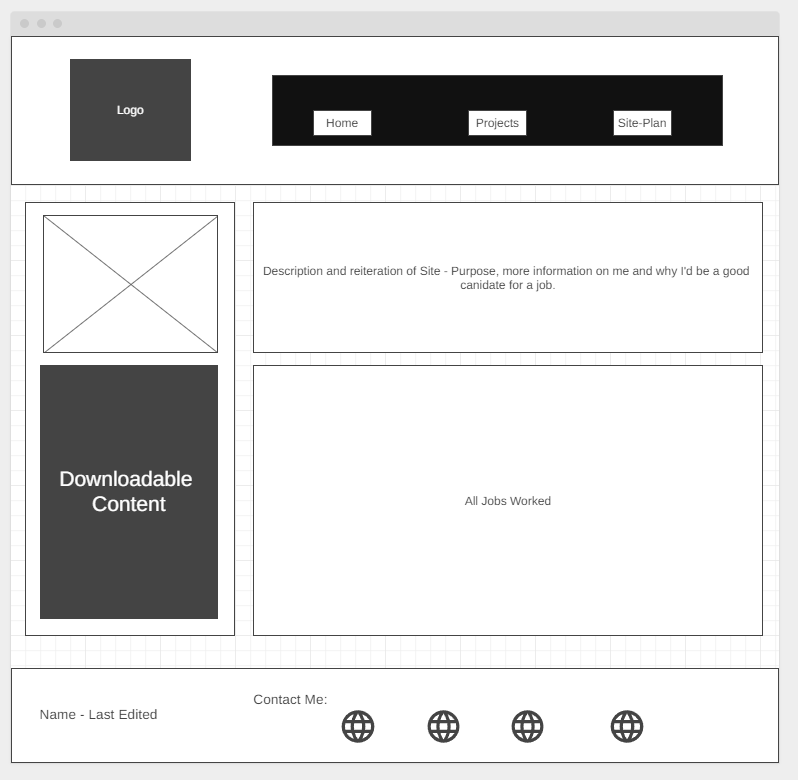 Logo
Home
Projects
Site-Plan
Description and reiteration of Site - Purpose, more information on me and why I'd be a good
canidate for a job.
Downloadable
Content
All Jobs Worked
Name - Last Edited
Contact Me: